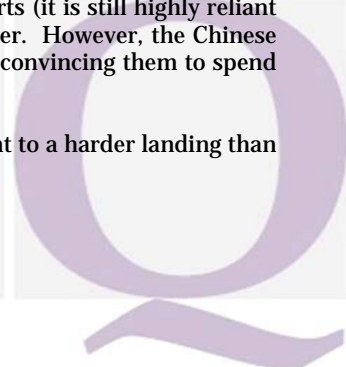 rts (it is still highly reliant
er. However, the Chinese
convincing them to spend
nt to a harder landing than
Q